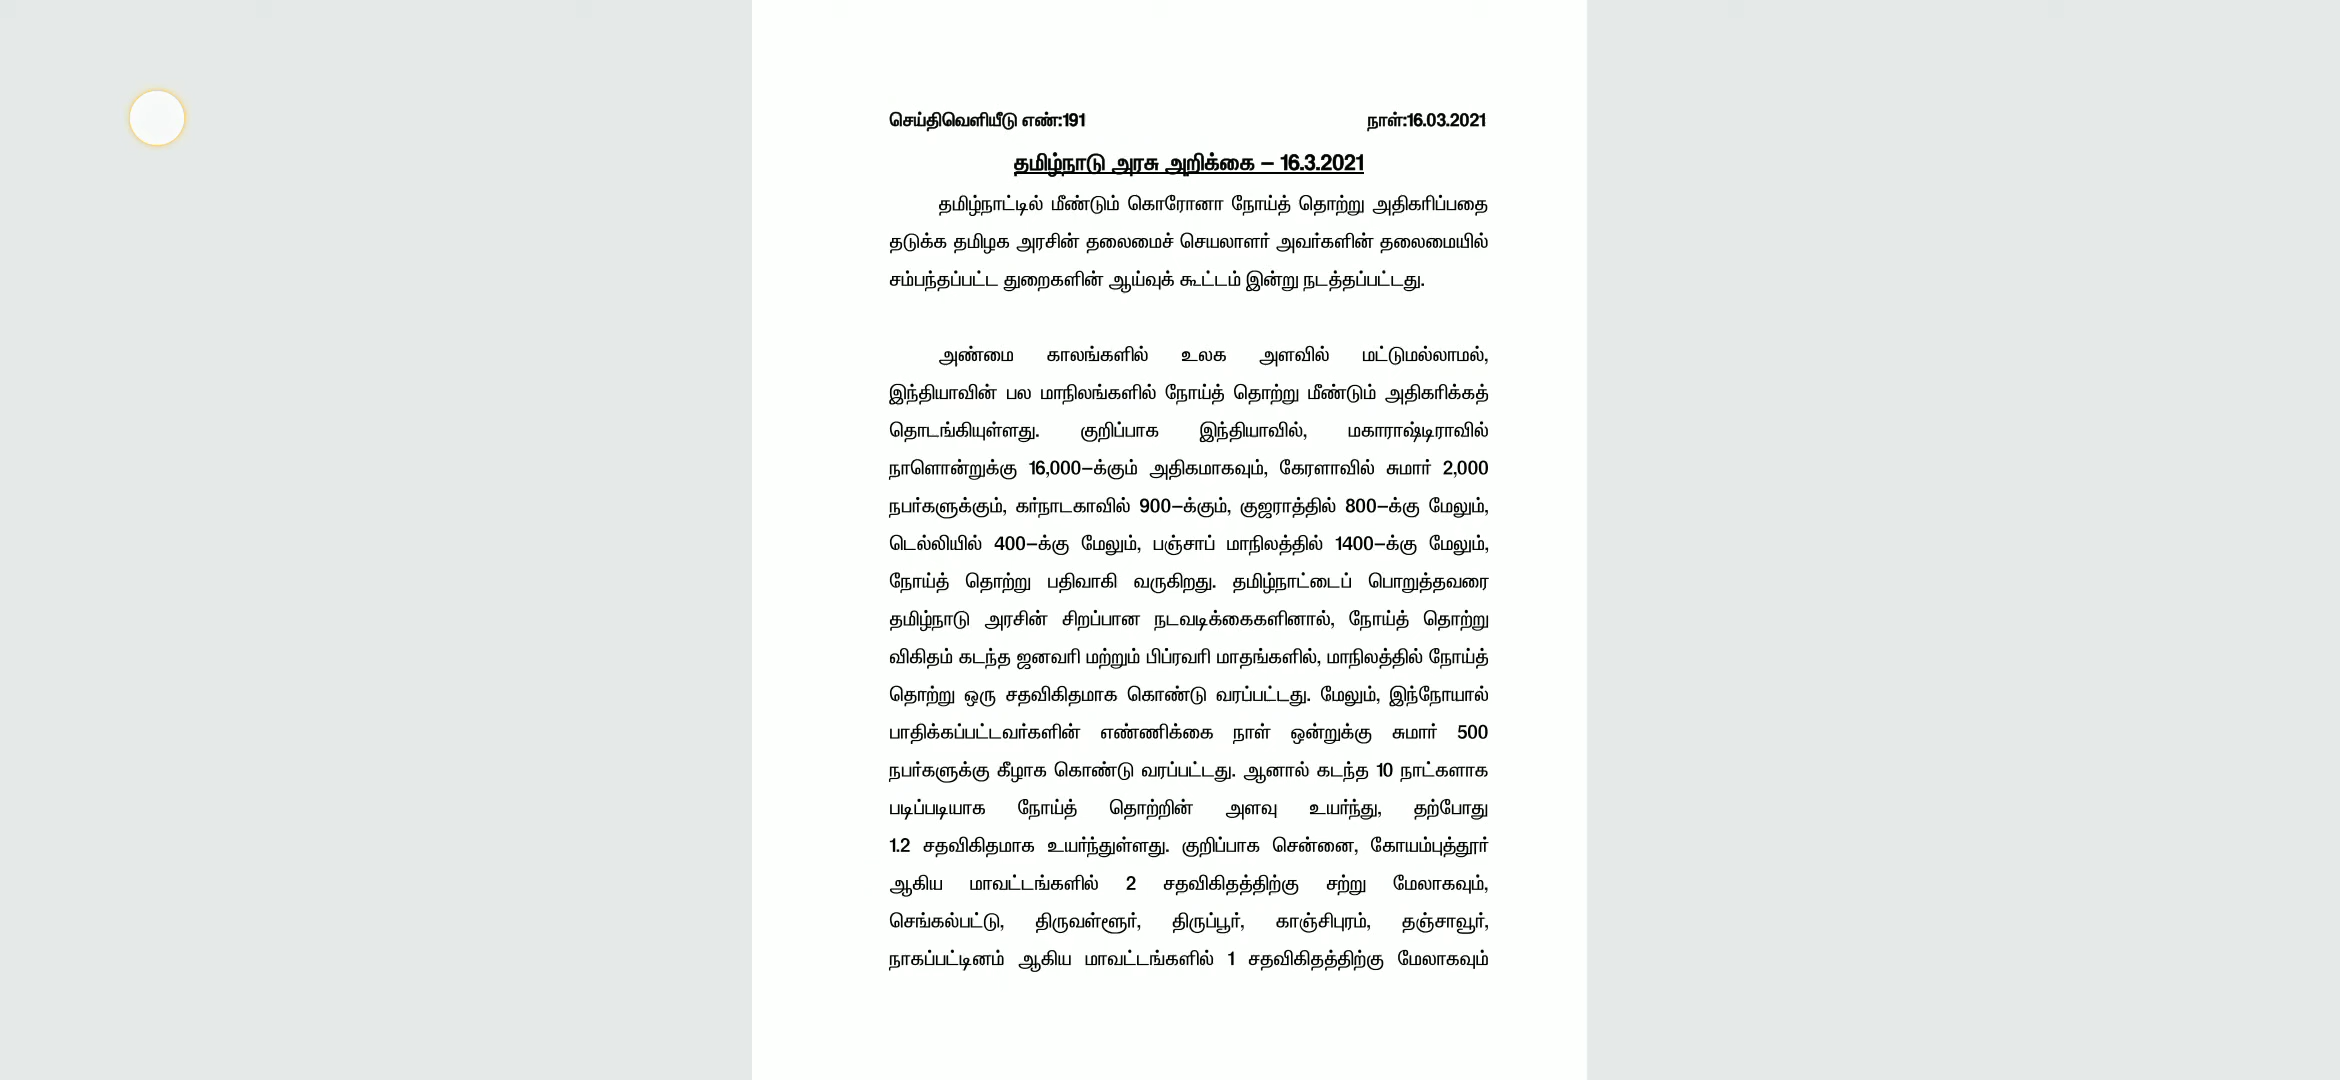 செய்திவெளியீடு எண்:191 நாள்:16.03.2021
தமிழ்நாடு அரசு அறிக்கை – 16.3.2021
தமிழ்நாட்டில் மீண்டும் கொரோனா நோய்த் தொற்று அதிகரிப்பதை
தடுக்க தமிழக அரசின் தலைமைச் செயலாளர் அவர்களின் தலைமையில்
சம்பந்தப்பட்ட துறைகளின் ஆய்வுக் கூட்டம் இன்று நடத்தப்பட்டது.
அண்மை காலங்களில் உலக அளவில் மட்டுமல்லாமல்,
இந்தியாவின் பல மாநிலங்களில் நோய்த் தொற்று மீண்டும் அதிகரிக்கத்
தொடங்கியுள்ளது. குறிப்பாக இந்தியாவில், மகாராஷ்டிராவில்
நாளொன்றுக்கு 16,000–க்கும் அதிகமாகவும், கேரளாவில் சுமார் 2,000
நபர்களுக்கும், கர்நாடகாவில் 900–க்கும், குஜராத்தில் 800–க்கு மேலும்,
டெல்லியில் 400–க்கு மேலும், பஞ்சாப் மாநிலத்தில் 1400–க்கு மேலும்,
நோய்த் தொற்று பதிவாகி வருகிறது. தமிழ்நாட்டைப் பொறுத்தவரை
தமிழ்நாடு அரசின் சிறப்பான நடவடிக்கைகளினால், நோய்த் தொற்று
விகிதம் கடந்த ஜனவரி மற்றும் பிப்ரவரி மாதங்களில், மாநிலத்தில் நோய்த்
தொற்று ஒரு சதவிகிதமாக கொண்டு வரப்பட்டது. மேலும், இந்நோயால்
பாதிக்கப்பட்டவர்களின் எண்ணிக்கை நாள் ஒன்றுக்கு சுமார் 500
நபர்களுக்கு கீழாக கொண்டு வரப்பட்டது. ஆனால் கடந்த 10 நாட்களாக
படிப்படியாக நோய்த் தொற்றின் அளவு உயர்ந்து, தற்போது
1.2 சதவிகிதமாக உயர்ந்துள்ளது. குறிப்பாக சென்னை, கோயம்புத்தூர்
ஆகிய மாவட்டங்களில் 2 சதவிகிதத்திற்கு சற்று மேலாகவும்,
செங்கல்பட்டு, திருவள்ளூர், திருப்பூர், காஞ்சிபுரம், தஞ்சாவூர்,
நாகப்பட்டினம் ஆகிய மாவட்டங்களில் 1 சதவிகிதத்திற்கு மேலாகவும்